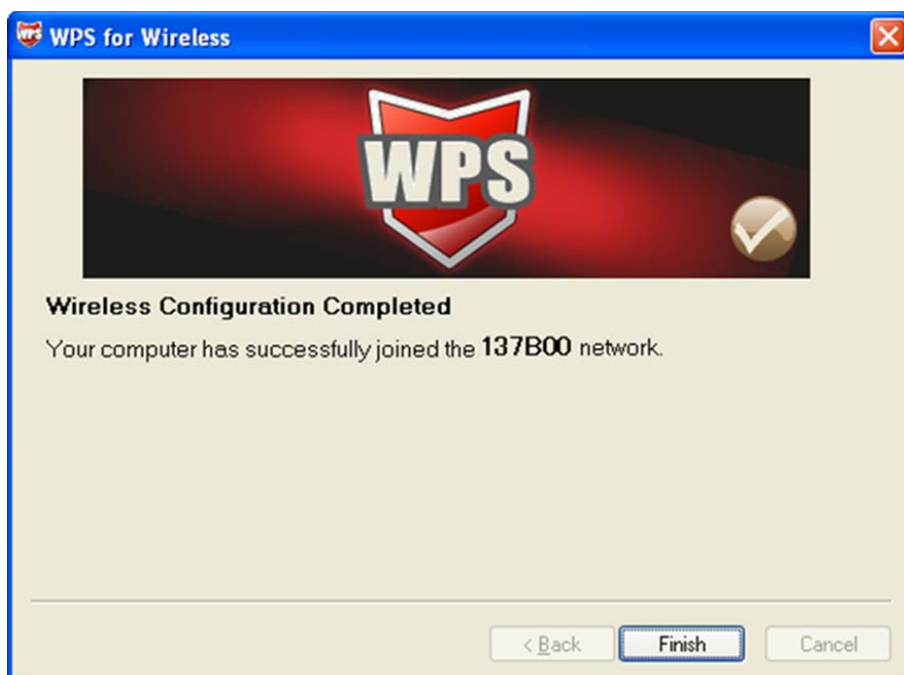 WPS for Wireless
WPS
Wireless Configuration Completed
Your computer has successfully joined the 137B00 network.
< Back
Finish
Cancel